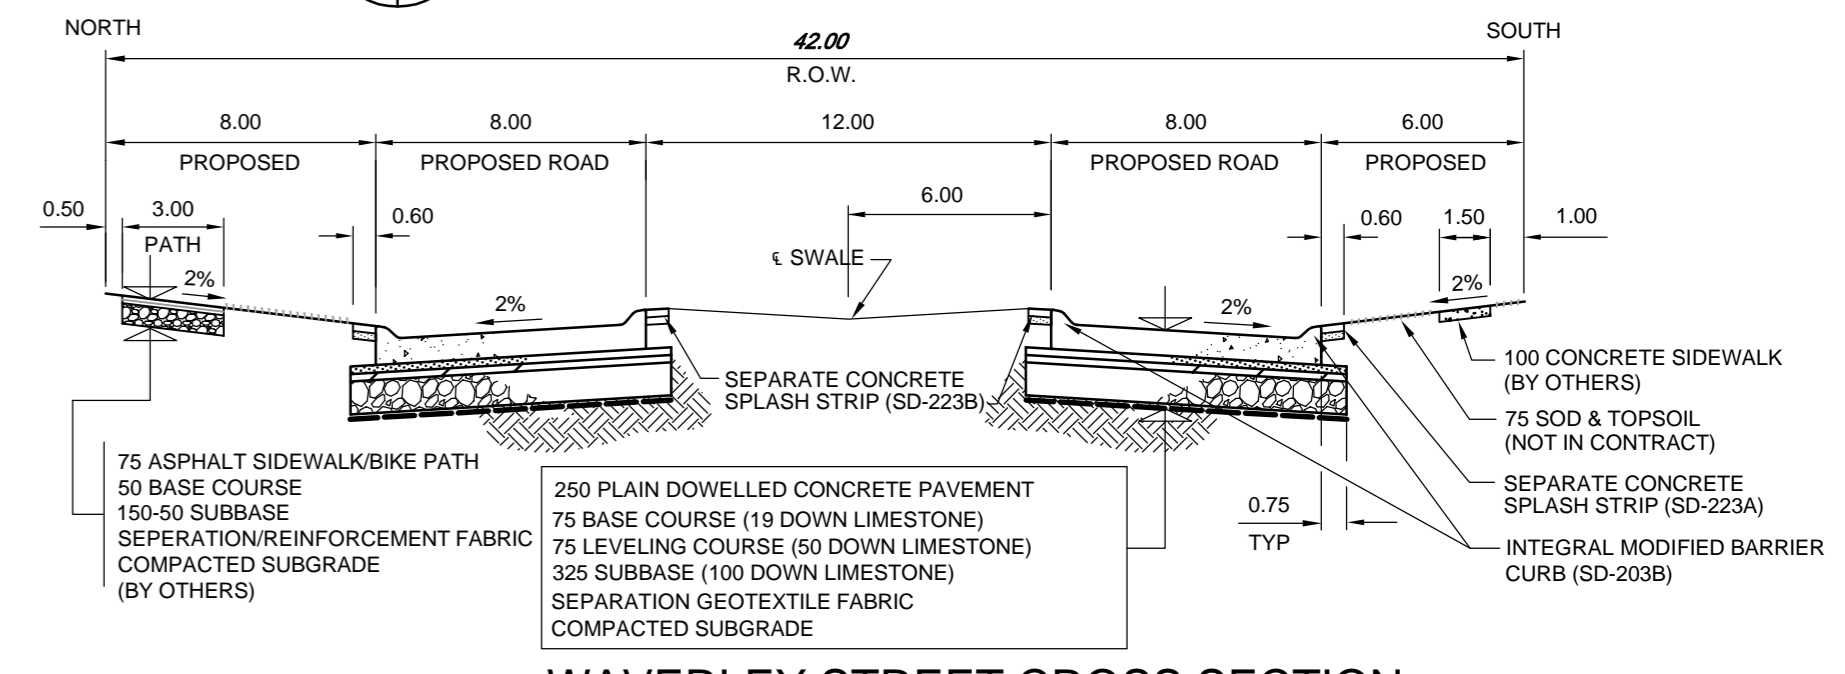 NORTH
SOUTH
42.00
R.O.W.
8.00
8.00
12.00
8.00
6.00
PROPOSED
PROPOSED ROAD
PROPOSED ROAD
PROPOSED
0.50
3.00
0.60
6.00
0.60
1.50
1.00
PATH
2%
℄ SWALE
2%
2%
2%
SEPARATE CONCRETE
SPLASH STRIP (SD-223B)
100 CONCRETE SIDEWALK
(BY OTHERS)
75 SOD & TOPSOIL
(NOT IN CONTRACT)
SEPARATE CONCRETE
SPLASH STRIP (SD-223A)
INTEGRAL MODIFIED BARRIER
CURB (SD-203B)
0.75
TYP
75 ASPHALT SIDEWALK/BIKE PATH
50 BASE COURSE
150-50 SUBBASE
SEPERATION/REINFORCEMENT FABRIC
COMPACTED SUBGRADE
(BY OTHERS)
250 PLAIN DOWELLED CONCRETE PAVEMENT
75 BASE COURSE (19 DOWN LIMESTONE)
75 LEVELING COURSE (50 DOWN LIMESTONE)
325 SUBBASE (100 DOWN LIMESTONE)
SEPARATION GEOTEXTILE FABRIC
COMPACTED SUBGRADE
WAVERLEY STREET CROSS SECTION